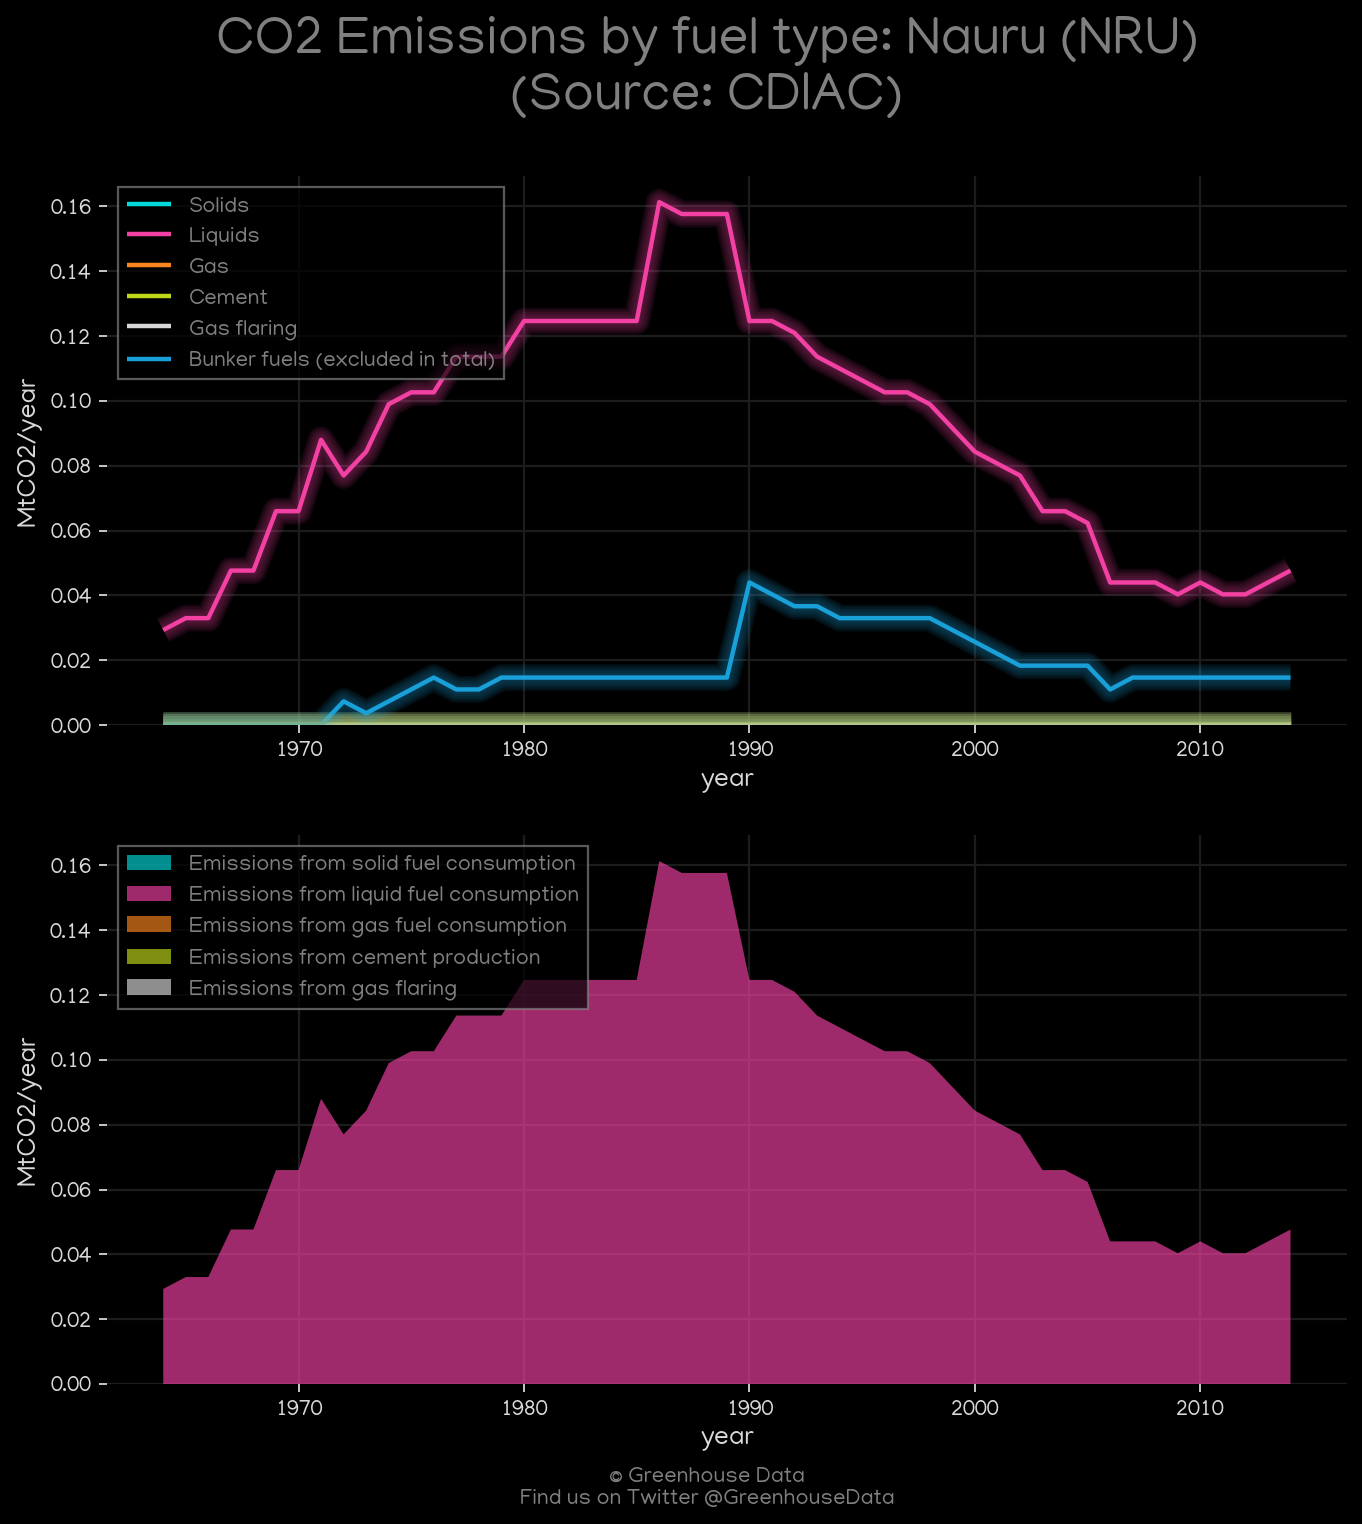 CO2 Emissions by fuel type: Nauru (NRU)
(Source: CDIAC)
Solids
Liquids
Gas
Cement
Gas flaring
Bunker fuels (excluded in total)
0.16
0.14
0.12
0.10
0.08
0.06
0.04
0.02
0.00
MtCO2/year
1970 1980 1990 2000 2010
year
Emissions from solid fuel consumption
Emissions from liquid fuel consumption
Emissions from gas fuel consumption
Emissions from cement production
Emissions from gas flaring
0.16
0.14
0.12
0.10
0.08
0.06
0.04
0.02
0.00
MtCO2/year
1970 1980 1990 2000 2010
year
© Greenhouse Data
Find us on Twitter @GreenhouseData